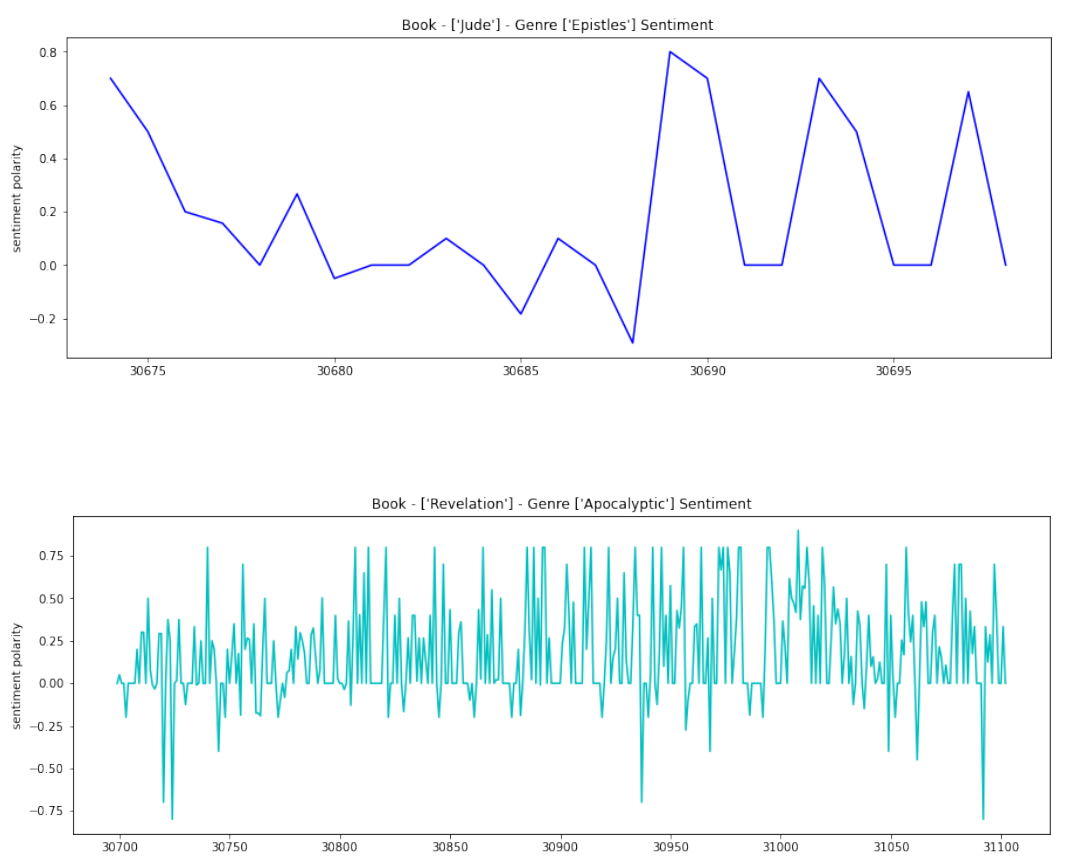 Book - ['Jude'] - Genre ['Epistles'] Sentiment
0.8
0.6
0.4
0.2
0.0
−0.2
sentiment polarity
30675 30680 30685 30690 30695
Book - ['Revelation'] - Genre ['Apocalyptic'] Sentiment
0.75
0.50
0.25
0.00
−0.25
−0.50
−0.75
sentiment polarity
30700 30750 30800 30850 30900 30950 31000 31050 31100